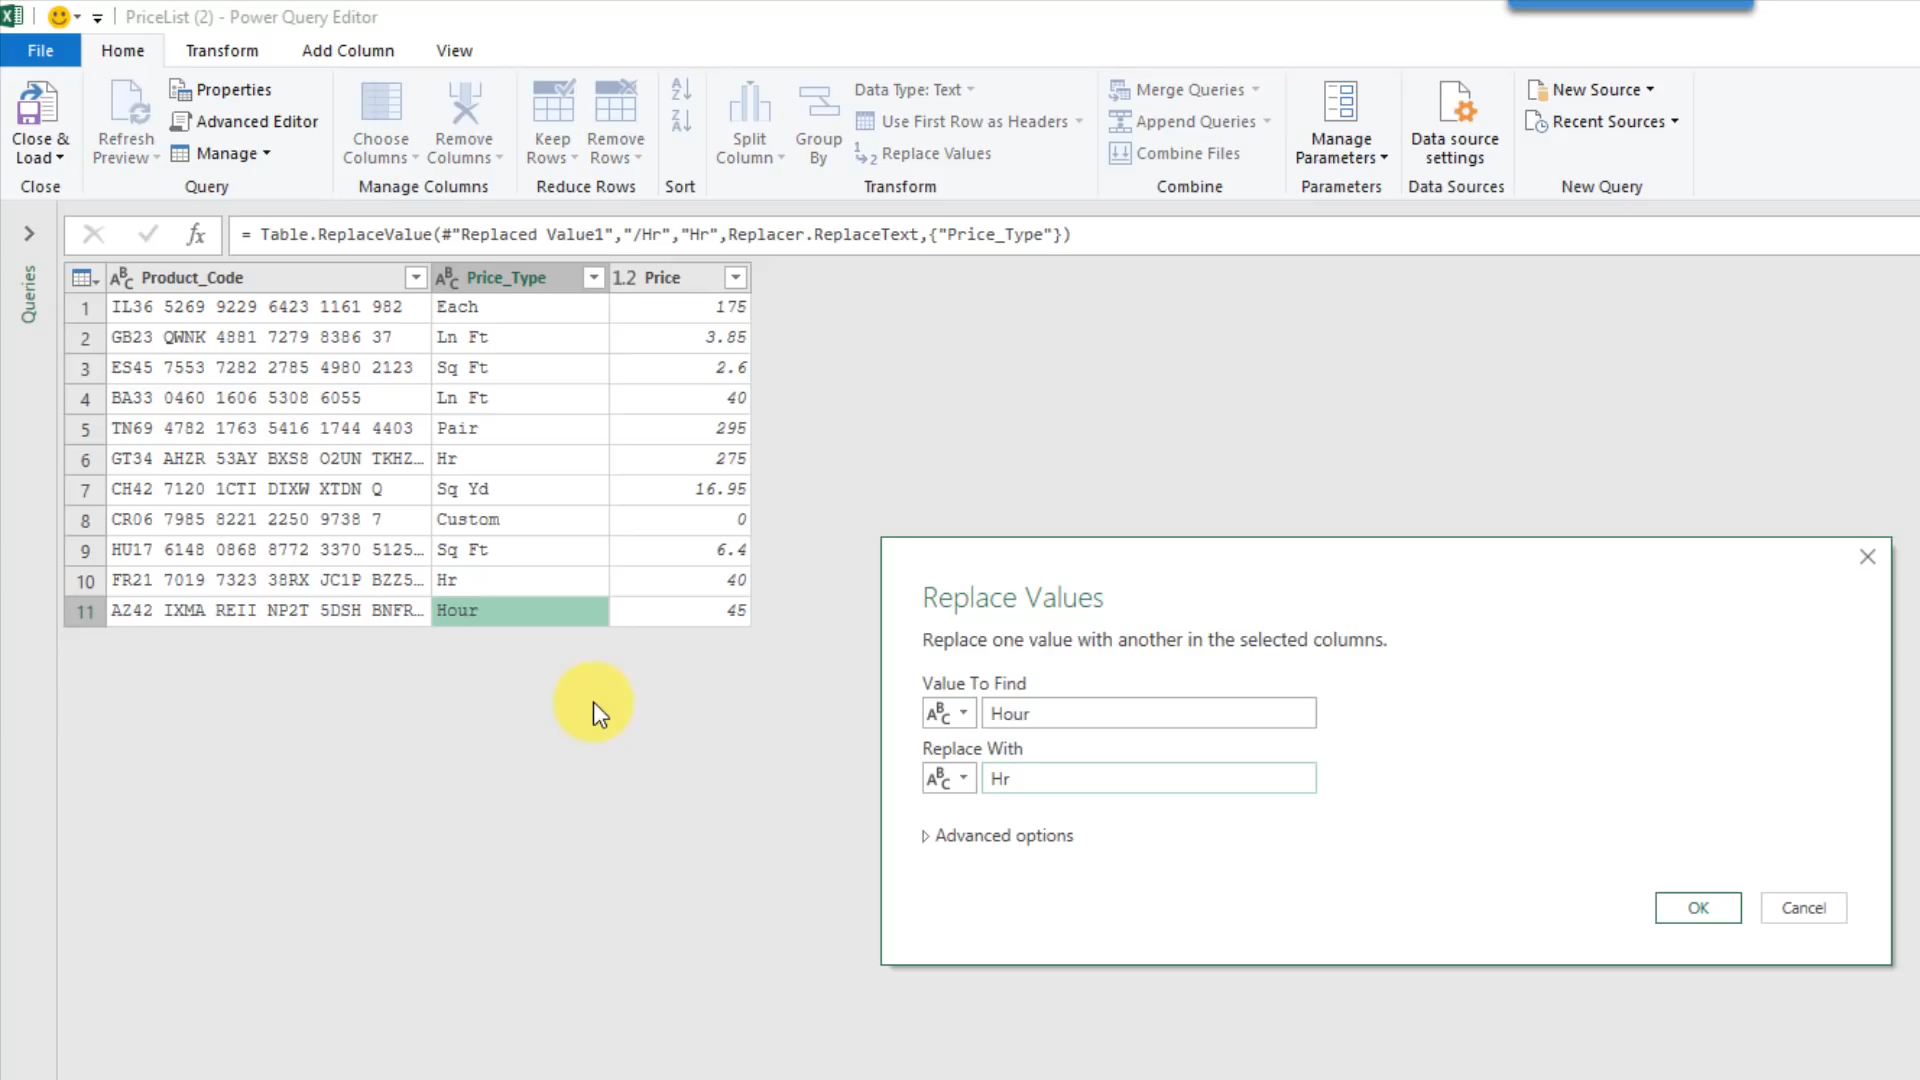 PriceList (2) - Power Query Editor
File Home Transform Add Column View
Close & Load
Close
Refresh Preview
Properties
Advanced Editor
Manage
Query
Choose Columns
Remove Columns
Manage Columns
Keep Rows
Remove Rows
Reduce Rows
Sort
Split Column
Group By
Data Type: Text
Use First Row as Headers
Replace Values
Transform
Merge Queries
Append Queries
Combine Files
Combine
Manage Parameters
Parameters
Data source settings
Data Sources
New Source
Recent Sources
New Query
fx = Table.ReplaceValue(#"Replaced Value1","/Hr","Hr",Replacer.ReplaceText,{"Price_Type"})
Queries
ABC Product_Code ABC Price_Type 1.2 Price
1 IL36 5269 9229 6423 1161 982 Each 175
2 GB23 QWNK 4881 7279 8386 37 Ln Ft 3.85
3 ES45 7553 7282 2785 4980 2123 Sq Ft 2.6
4 BA33 0460 1606 5308 6055 Ln Ft 40
5 TN69 4782 1763 5416 1744 4403 Pair 295
6 GT34 AHZR 53AY BXS8 O2UN TKHZ… Hr 275
7 CH42 7120 1CTI DIXW XTDN Q Sq Yd 16.95
8 CR06 7985 8221 2250 9738 7 Custom 0
9 HU17 6148 0868 8772 3370 5125… Sq Ft 6.4
10 FR21 7019 7323 38RX JC1P BZZ5… Hr 40
11 AZ42 IXMA REII NP2T 5DSH BNFR… Hour 45
Replace Values
Replace one value with another in the selected columns.
Value To Find
ABC Hour
Replace With
ABC Hr
Advanced options
OK Cancel